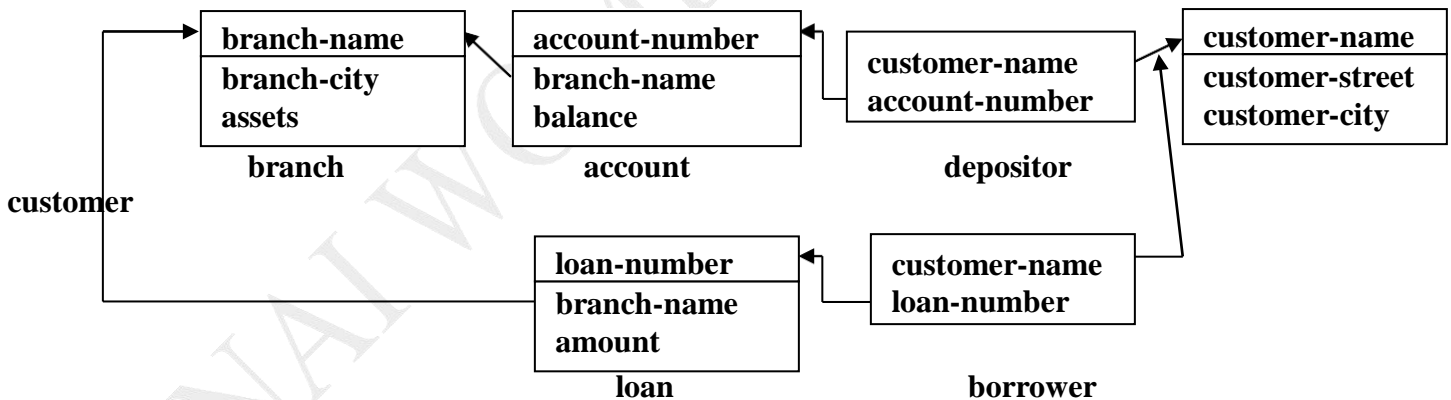 branch-name
branch-city
assets
branch
account-number
branch-name
balance
account
customer-name
account-number
depositor
customer-name
customer-street
customer-city
customer
loan-number
branch-name
amount
loan
customer-name
loan-number
borrower